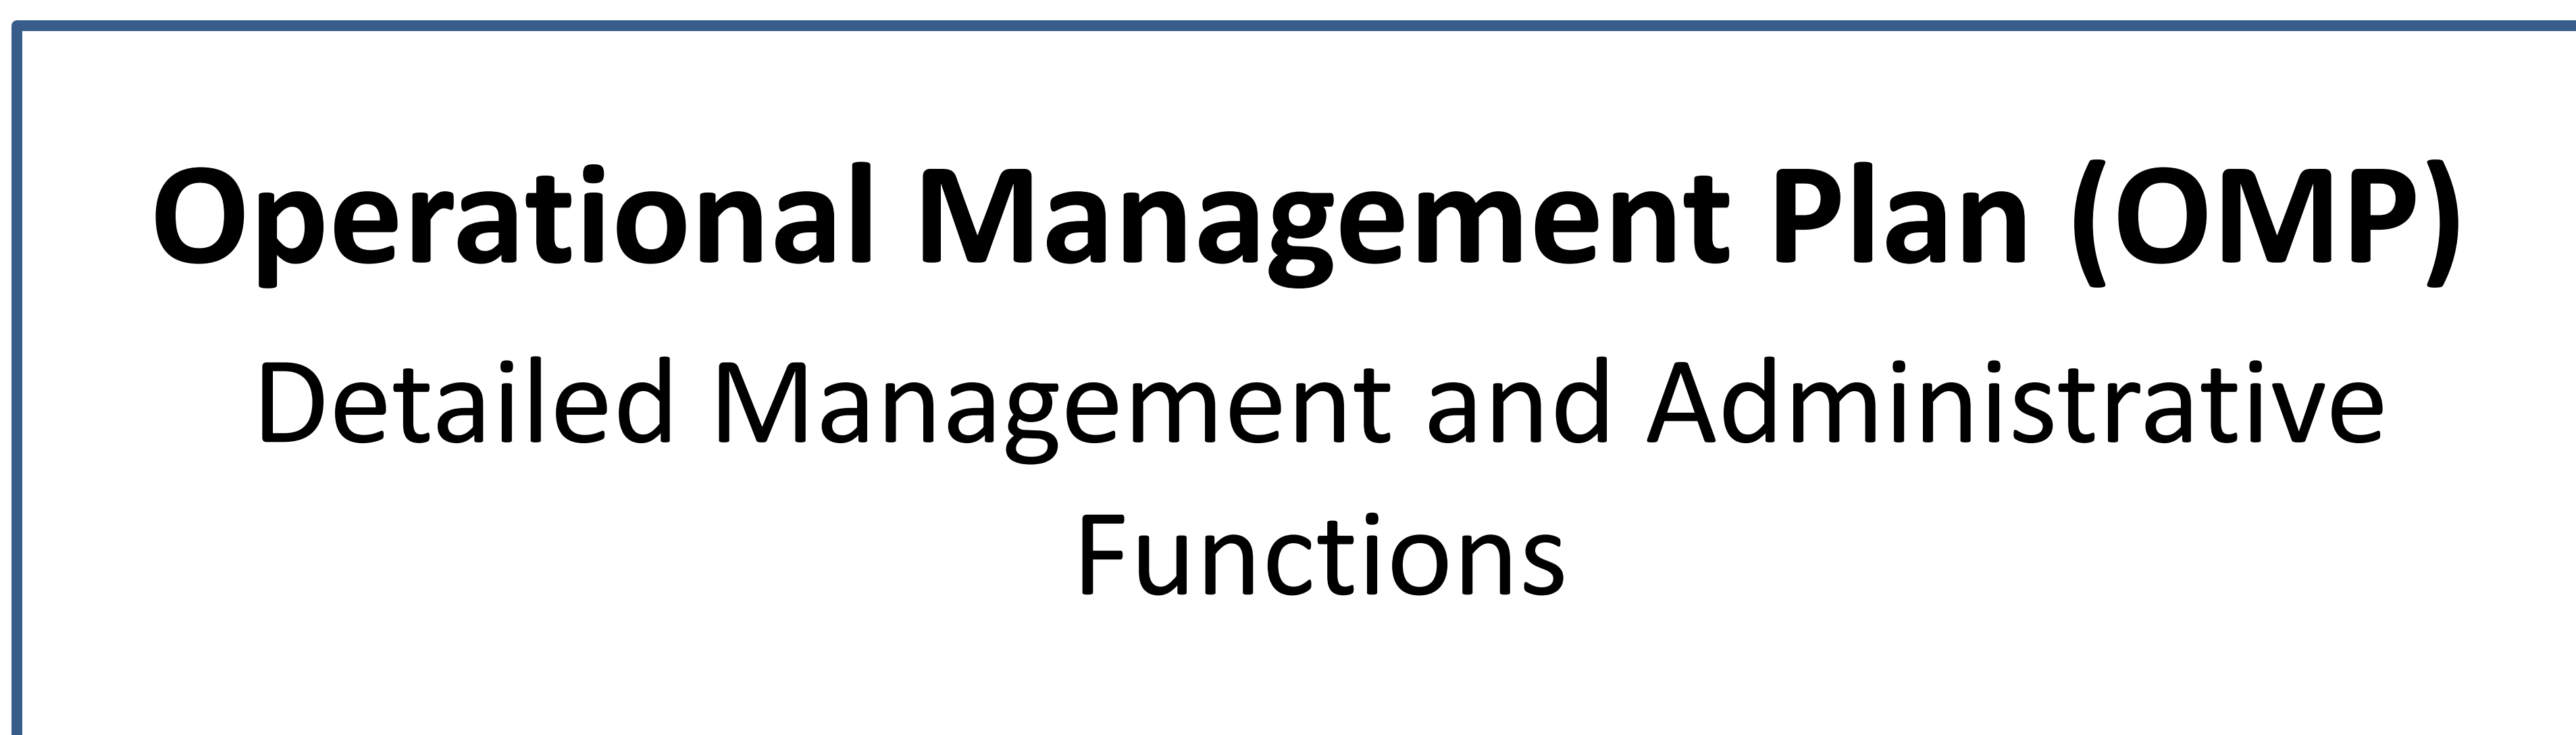 Operational Management Plan (OMP)
Detailed Management and Administrative
Functions